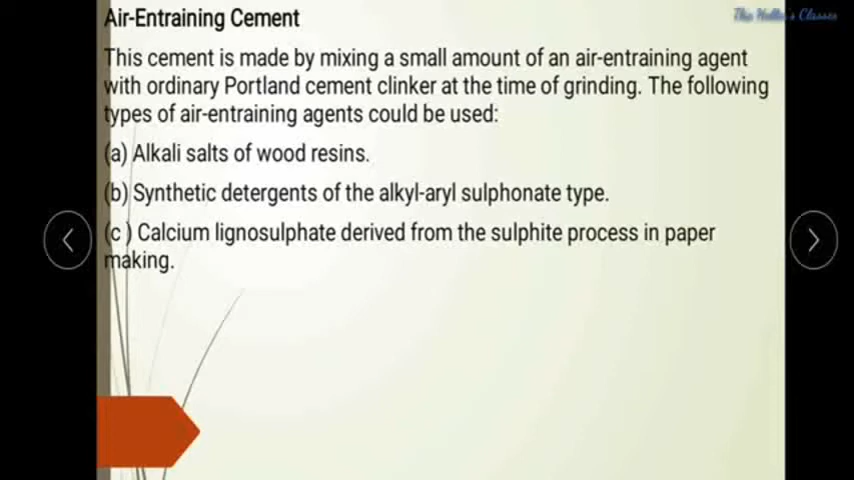 The Hallu's Classes
Air-Entraining Cement
This cement is made by mixing a small amount of an air-entraining agent
with ordinary Portland cement clinker at the time of grinding. The following
types of air-entraining agents could be used:
(a) Alkali salts of wood resins.
(b) Synthetic detergents of the alkyl-aryl sulphonate type.
(c ) Calcium lignosulphate derived from the sulphite process in paper
making.